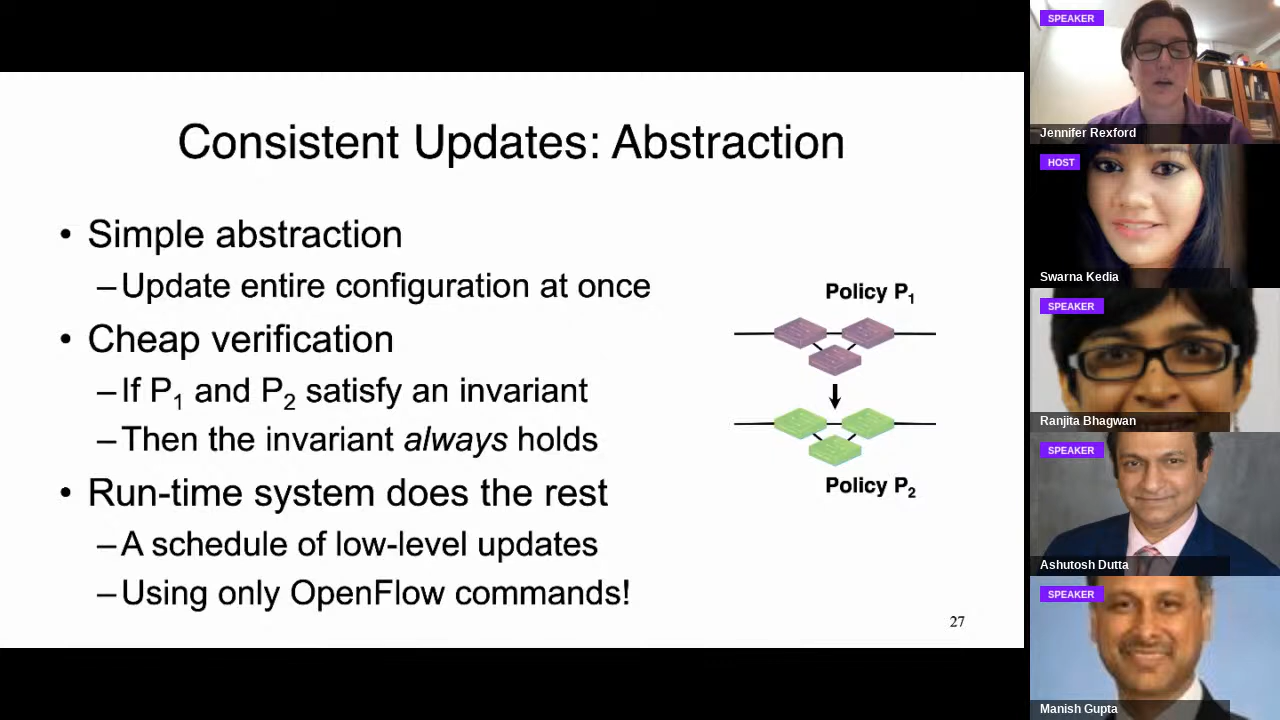 Consistent Updates: Abstraction
• Simple abstraction
–Update entire configuration at once
• Cheap verification
–If P1 and P2 satisfy an invariant
–Then the invariant always holds
• Run-time system does the rest
–A schedule of low-level updates
–Using only OpenFlow commands!
Policy P1
Policy P2
27
SPEAKER
Jennifer Rexford
HOST
Swarna Kedia
SPEAKER
Ranjita Bhagwan
SPEAKER
Ashutosh Dutta
SPEAKER
Manish Gupta